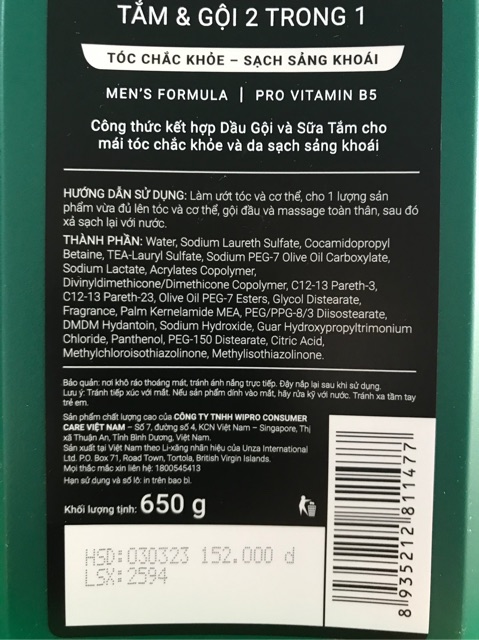 TẮM & GỘI 2 TRONG 1
TÓC CHẮC KHỎE – SẠCH SẢNG KHOÁI
MEN'S FORMULA | PRO VITAMIN B5
Công thức kết hợp Dầu Gội và Sữa Tắm cho
mái tóc chắc khỏe và da sạch sảng khoái
HƯỚNG DẪN SỬ DỤNG: Làm ướt tóc và cơ thể, cho 1 lượng sản
phẩm vừa đủ lên tóc và cơ thể, gội đầu và massage toàn thân, sau đó
xả sạch lại với nước.
THÀNH PHẦN: Water, Sodium Laureth Sulfate, Cocamidopropyl
Betaine, TEA-Lauryl Sulfate, Sodium PEG-7 Olive Oil Carboxylate,
Sodium Lactate, Acrylates Copolymer,
Divinyldimethicone/Dimethicone Copolymer, C12-13 Pareth-3,
C12-13 Pareth-23, Olive Oil PEG-7 Esters, Glycol Distearate,
Fragrance, Palm Kernelamide MEA, PEG/PPG-8/3 Diisostearate,
DMDM Hydantoin, Sodium Hydroxide, Guar Hydroxypropyltrimonium
Chloride, Panthenol, PEG-150 Distearate, Citric Acid,
Methylchloroisothiazolinone, Methylisothiazolinone.
Bảo quản: nơi khô ráo thoáng mát, tránh ánh nắng trực tiếp. Đậy nắp lại sau khi sử dụng.
Lưu ý: Tránh tiếp xúc với mắt. Nếu sản phẩm dính vào mắt, hãy rửa kỹ với nước. Tránh xa tầm tay
trẻ em.
Sản phẩm chất lượng cao của CÔNG TY TNHH WIPRO CONSUMER
CARE VIỆT NAM – Số 7, đường số 4, KCN Việt Nam – Singapore, Thị
xã Thuận An, Tỉnh Bình Dương, Việt Nam.
Sản xuất tại Việt Nam theo Li-xăng nhãn hiệu của Unza International
Ltd. P.O. Box 71, Road Town, Tortola, British Virgin Islands.
Mọi thắc mắc xin liên hệ: 1800545413
Hạn sử dụng và số lô: in trên bao bì.
Khối lượng tịnh: 650 g
HSD:030323 152.000 đ
LSX:2594
8 935212 811477